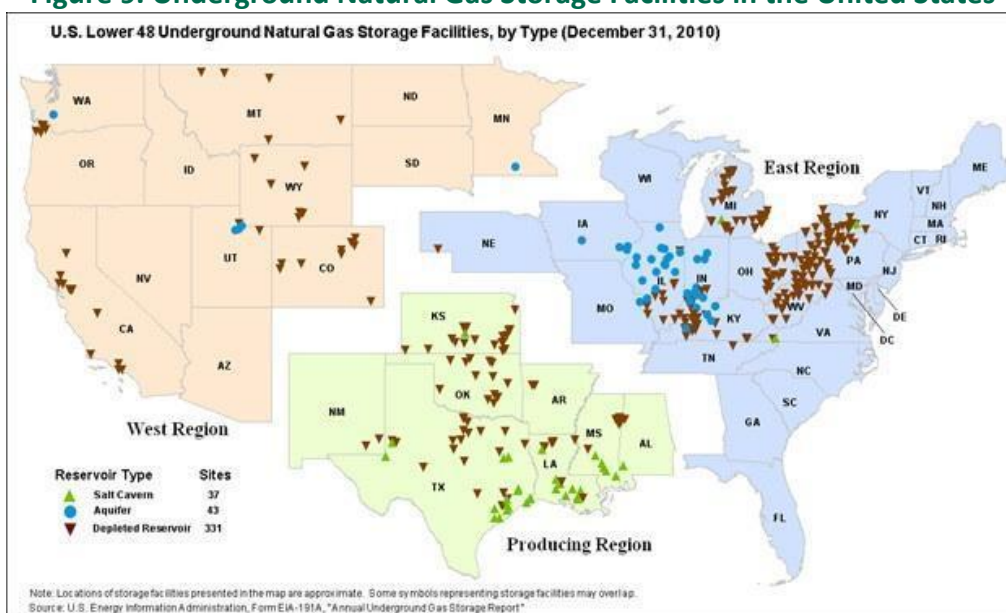 Figure 9. Underground Natural Gas Storage Facilities in the United States
U.S. Lower 48 Underground Natural Gas Storage Facilities, by Type (December 31, 2010)
WA
MT
ND
MN
OR
ID
SD
WY
NV
UT
CO
CA
AZ
West Region
East Region
WI
MI
ME
VT
NH
NY
MA
CT RI
IA
NE
IL
IN
OH
PA
NJ
MD
DE
DC
MO
KY
WV
VA
TN
NC
SC
GA
FL
KS
OK
AR
NM
TX
LA
MS
AL
Producing Region
Reservoir Type Sites
Salt Cavern 37
Aquifer 43
Depleted Reservoir 331
Note: Locations of storage facilities presented in the map are approximate. Some symbols representing storage facilities may overlap.
Source: U.S. Energy Information Administration, Form EIA-191A, "Annual Underground Gas Storage Report"